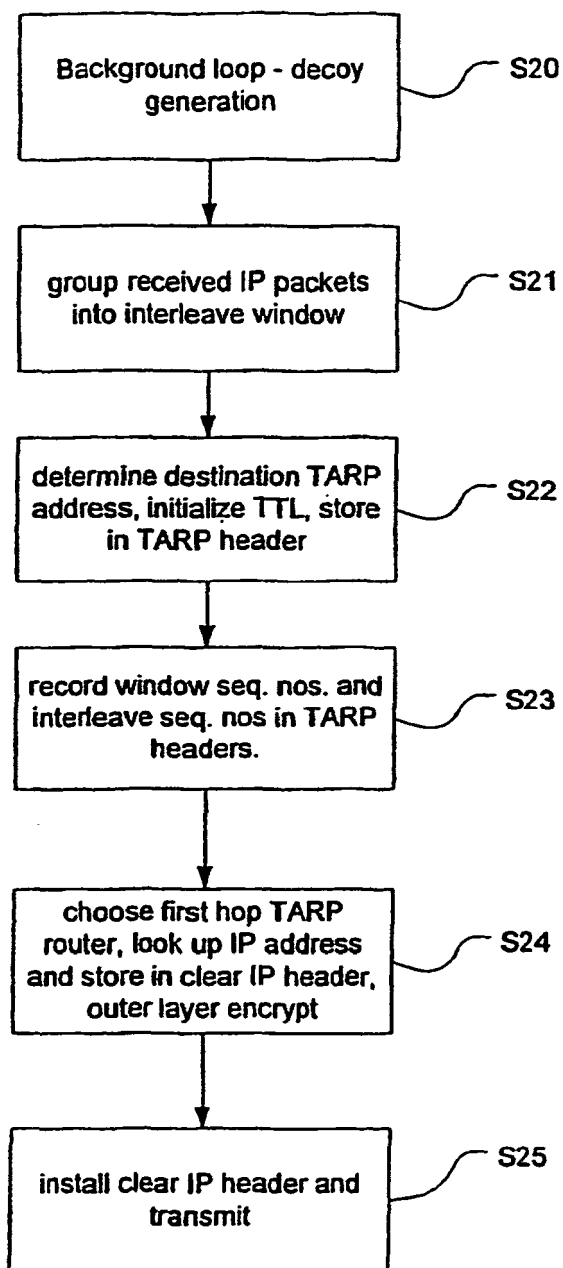 Background loop - decoy
generation
S20
group received IP packets
into interleave window
S21
determine destination TARP
address, initialize TTL, store
in TARP header
S22
record window seq. nos. and
interleave seq. nos in TARP
headers.
S23
choose first hop TARP
router, look up IP address
and store in clear IP header,
outer layer encrypt
S24
install clear IP header and
transmit
S25